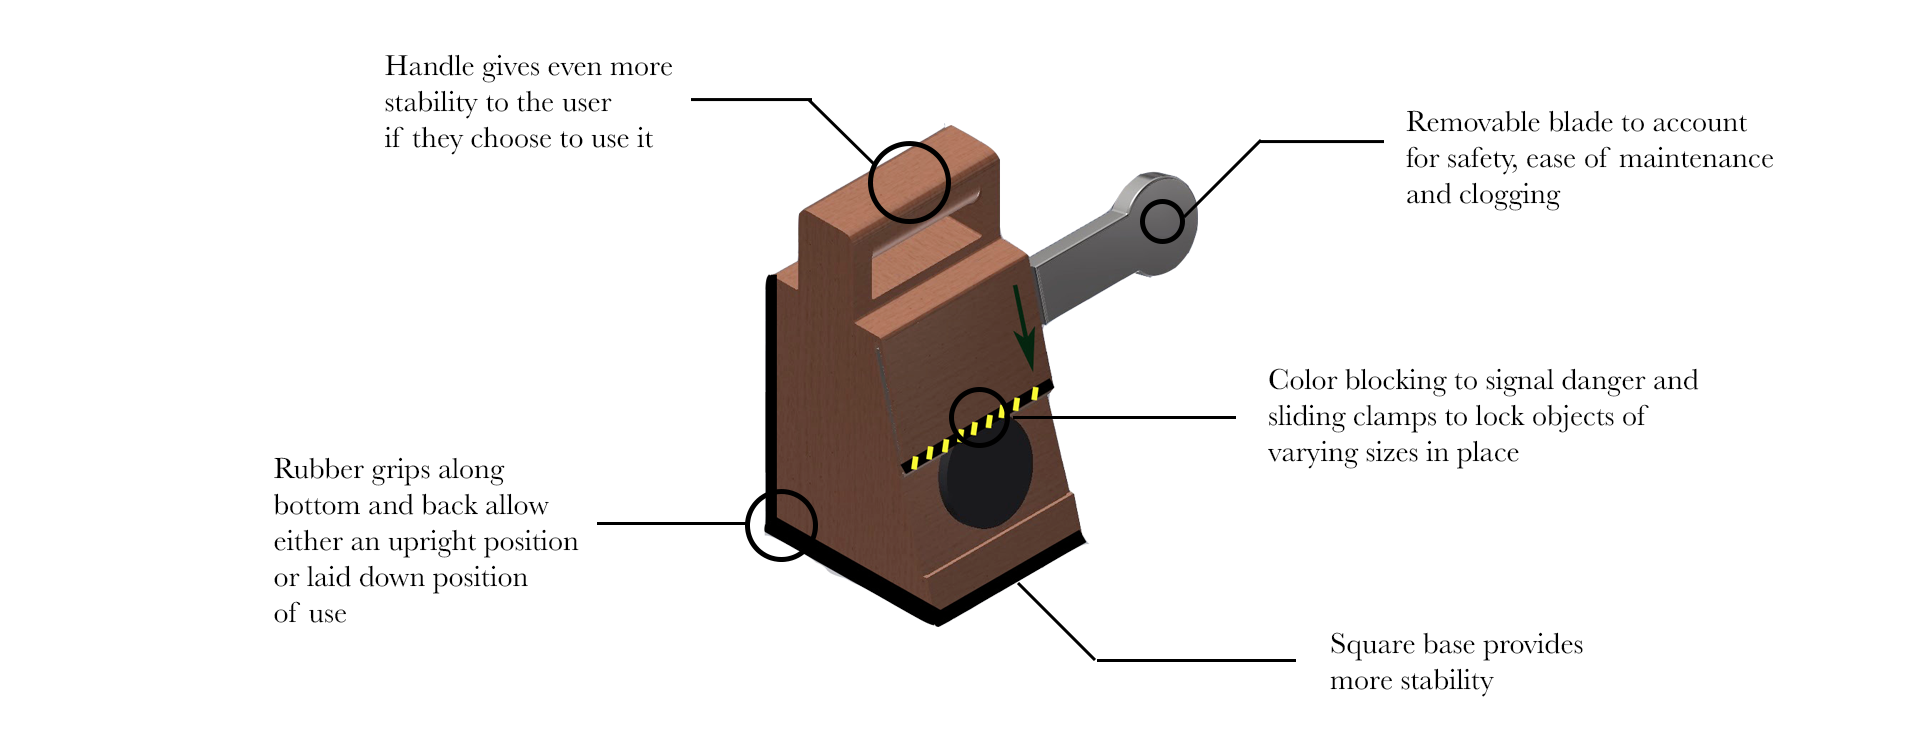 Handle gives even more
stability to the user
if they choose to use it
Removable blade to account
for safety, ease of maintenance
and clogging
Color blocking to signal danger and
sliding clamps to lock objects of
varying sizes in place
Rubber grips along
bottom and back allow
either an upright position
or laid down position
of use
Square base provides
more stability